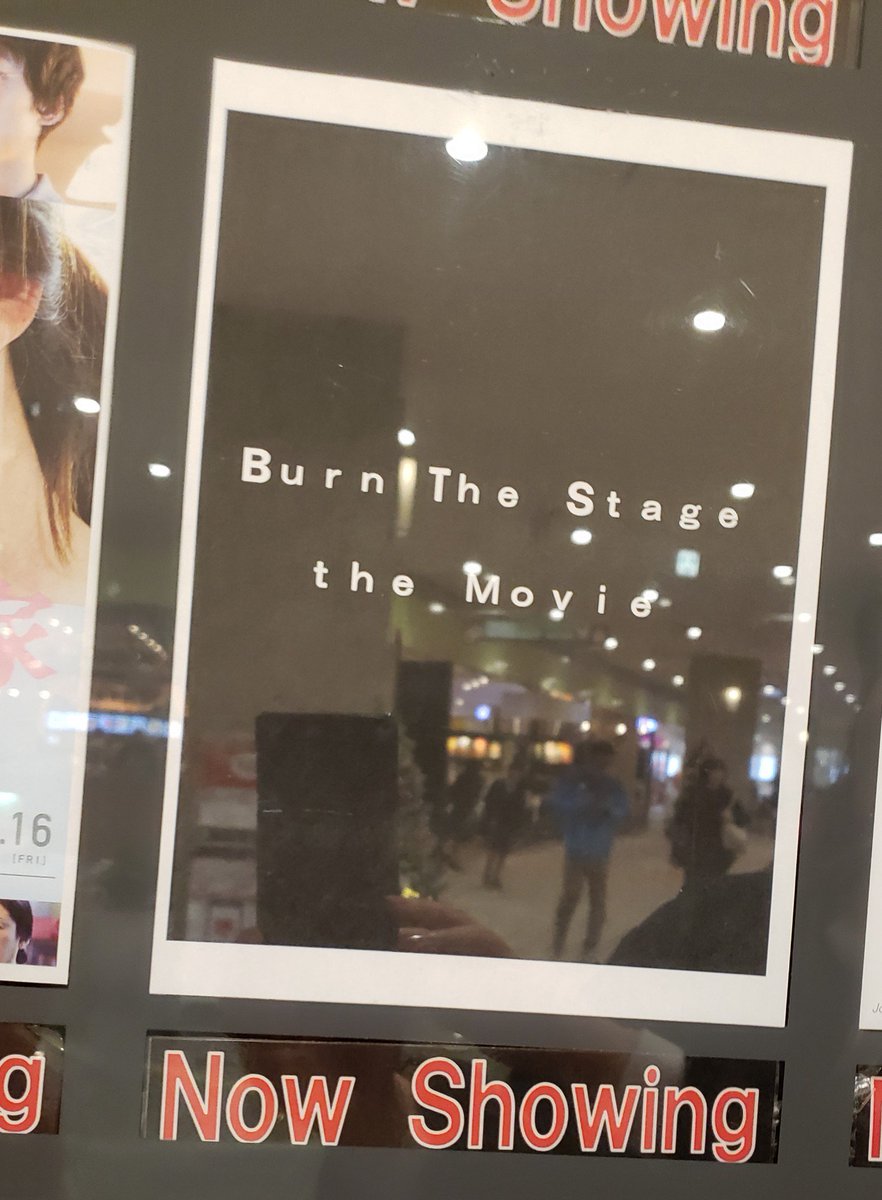 Showing
Burn The Stage
the Movie
.16
[FRI]
g
Now Showing